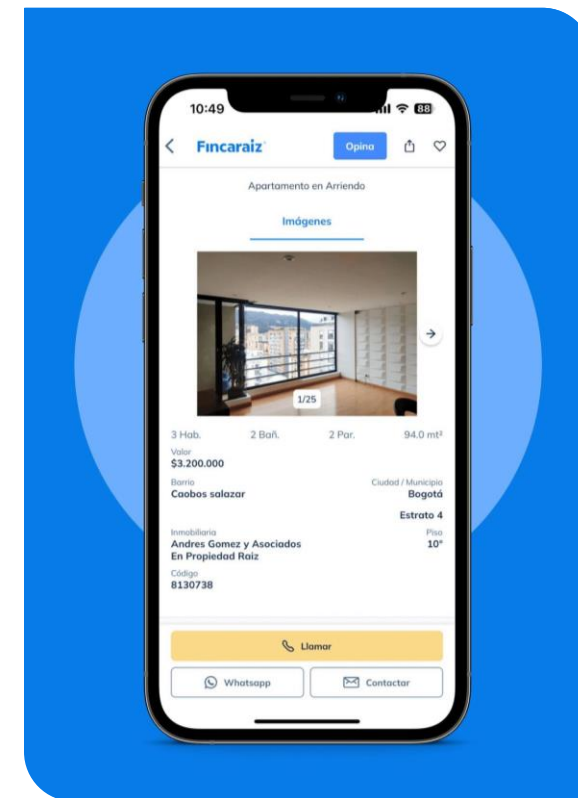 10:49
88
Fincaraiz
Opina
Apartamento en Arriendo
Imágenes
1/25
3 Hab. 2 Bañ. 2 Par. 94.0 mt²
Valor
$3.200.000
Barrio Ciudad / Municipio
Caobos salazar Bogotá
Estrato 4
Inmobiliaria Piso
Andres Gomez y Asociados 10°
En Propiedad Raiz
Código
8130738
Llamar
Whatsapp Contactar